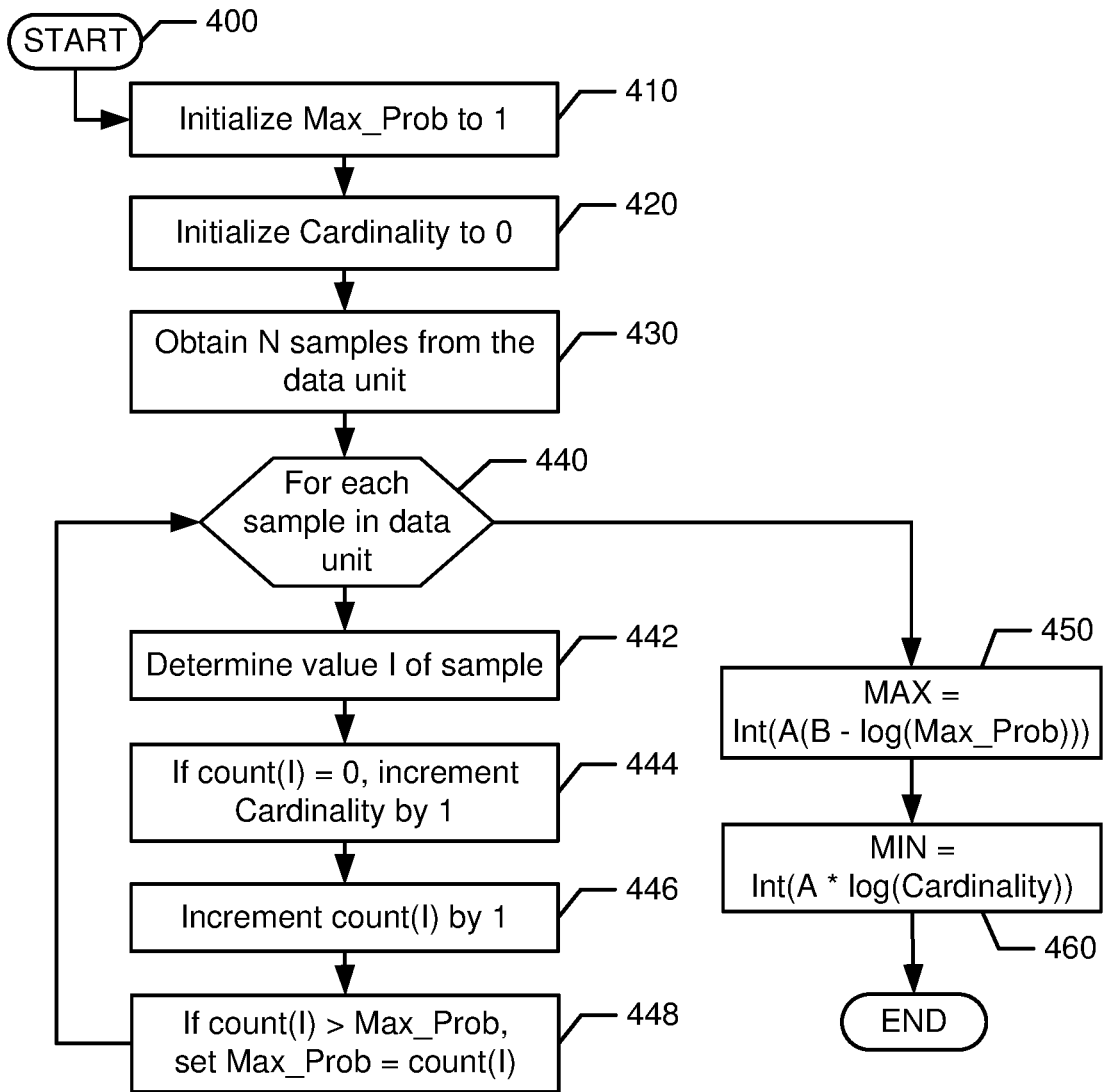 START
400
Initialize Max_Prob to 1
410
Initialize Cardinality to 0
420
Obtain N samples from the
data unit
430
For each
sample in data
unit
440
Determine value I of sample
442
If count(I) = 0, increment
Cardinality by 1
444
Increment count(I) by 1
446
If count(I) > Max_Prob,
set Max_Prob = count(I)
448
MAX =
Int(A(B - log(Max_Prob)))
450
MIN =
Int(A * log(Cardinality))
460
END